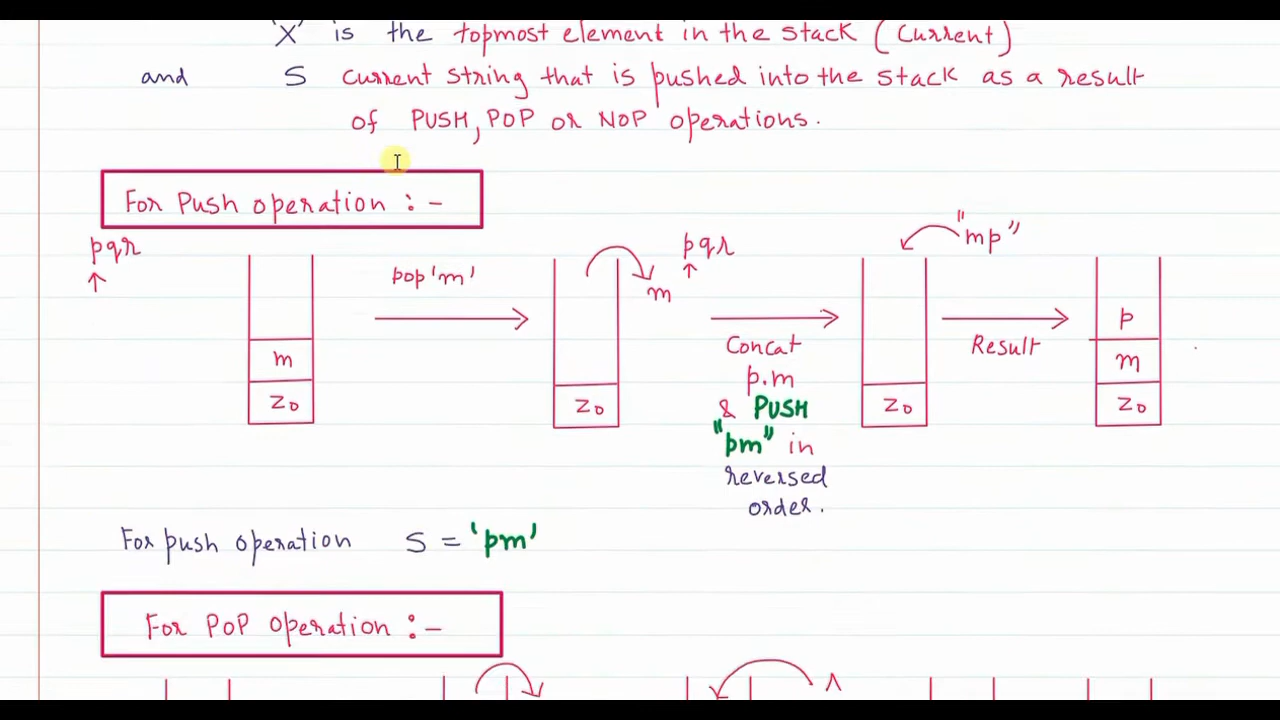 'X' is the topmost element in the stack (Current)
and S current string that is pushed into the stack as a result
of PUSH, POP or NOP operations.
For Push operation :-
pqr
m
Z0
pop 'm'
m
Z0
pqr
Concat
p.m
& PUSH
"pm" in
reversed
order.
"mp"
Z0
Result
p
m
Z0
For push operation S = 'pm'
For POP operation :-
Λ